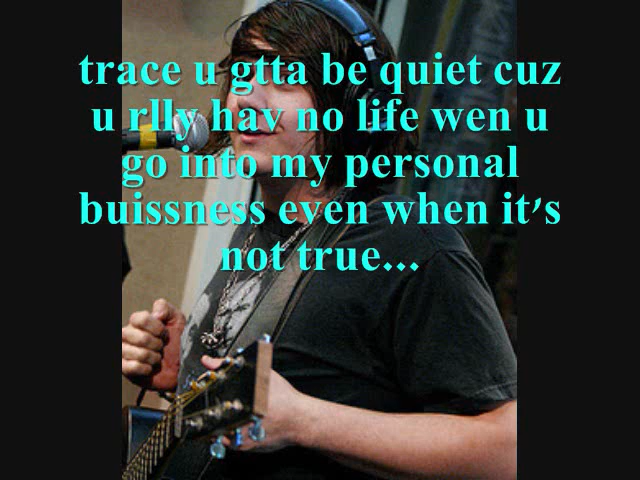 trace u gtta be quiet cuz
u rlly hav no life wen u
go into my personal
buissness even when it's
not true...